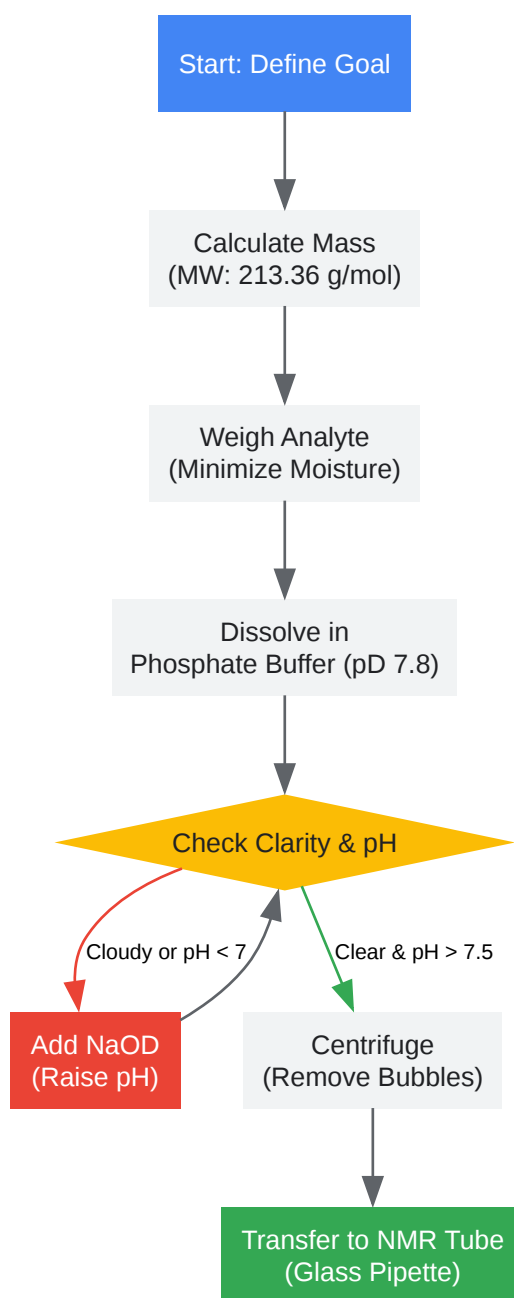 Start: Define Goal
Calculate Mass
(MW: 213.36 g/mol)
Weigh Analyte
(Minimize Moisture)
Dissolve in
Phosphate Buffer (pD 7.8)
Check Clarity & pH
Cloudy or pH < 7
Clear & pH > 7.5
Add NaOD
(Raise pH)
Centrifuge
(Remove Bubbles)
Transfer to NMR Tube
(Glass Pipette)